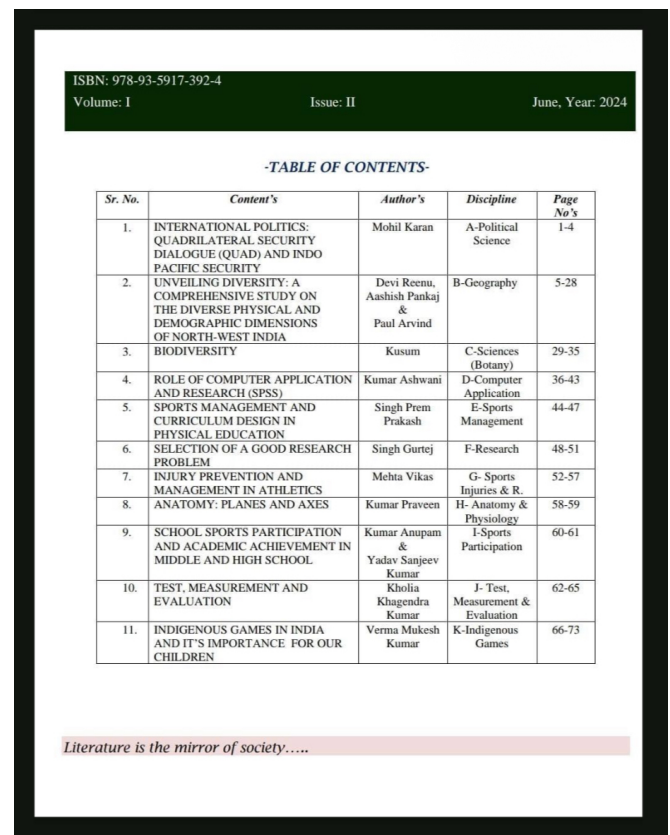 ISBN: 978-93-5917-392-4
Volume: I Issue: II June, Year: 2024
-TABLE OF CONTENTS-
Sr. No. Content's Author's Discipline Page No's
1. INTERNATIONAL POLITICS: QUADRILATERAL SECURITY DIALOGUE (QUAD) AND INDO PACIFIC SECURITY Mohil Karan A-Political Science 1-4
2. UNVEILING DIVERSITY: A COMPREHENSIVE STUDY ON THE DIVERSE PHYSICAL AND DEMOGRAPHIC DIMENSIONS OF NORTH-WEST INDIA Devi Reenu, Aashish Pankaj & Paul Arvind B-Geography 5-28
3. BIODIVERSITY Kusum C-Sciences (Botany) 29-35
4. ROLE OF COMPUTER APPLICATION AND RESEARCH (SPSS) Kumar Ashwani D-Computer Application 36-43
5. SPORTS MANAGEMENT AND CURRICULUM DESIGN IN PHYSICAL EDUCATION Singh Prem Prakash E-Sports Management 44-47
6. SELECTION OF A GOOD RESEARCH PROBLEM Singh Gurtej F-Research 48-51
7. INJURY PREVENTION AND MANAGEMENT IN ATHLETICS Mehta Vikas G- Sports Injuries & R. 52-57
8. ANATOMY: PLANES AND AXES Kumar Praveen H- Anatomy & Physiology 58-59
9. SCHOOL SPORTS PARTICIPATION AND ACADEMIC ACHIEVEMENT IN MIDDLE AND HIGH SCHOOL Kumar Anupam & Yadav Sanjeev Kumar I-Sports Participation 60-61
10. TEST, MEASUREMENT AND EVALUATION Kholia Khagendra Kumar J- Test, Measurement & Evaluation 62-65
11. INDIGENOUS GAMES IN INDIA AND IT'S IMPORTANCE FOR OUR CHILDREN Verma Mukesh Kumar K-Indigenous Games 66-73
Literature is the mirror of society…..